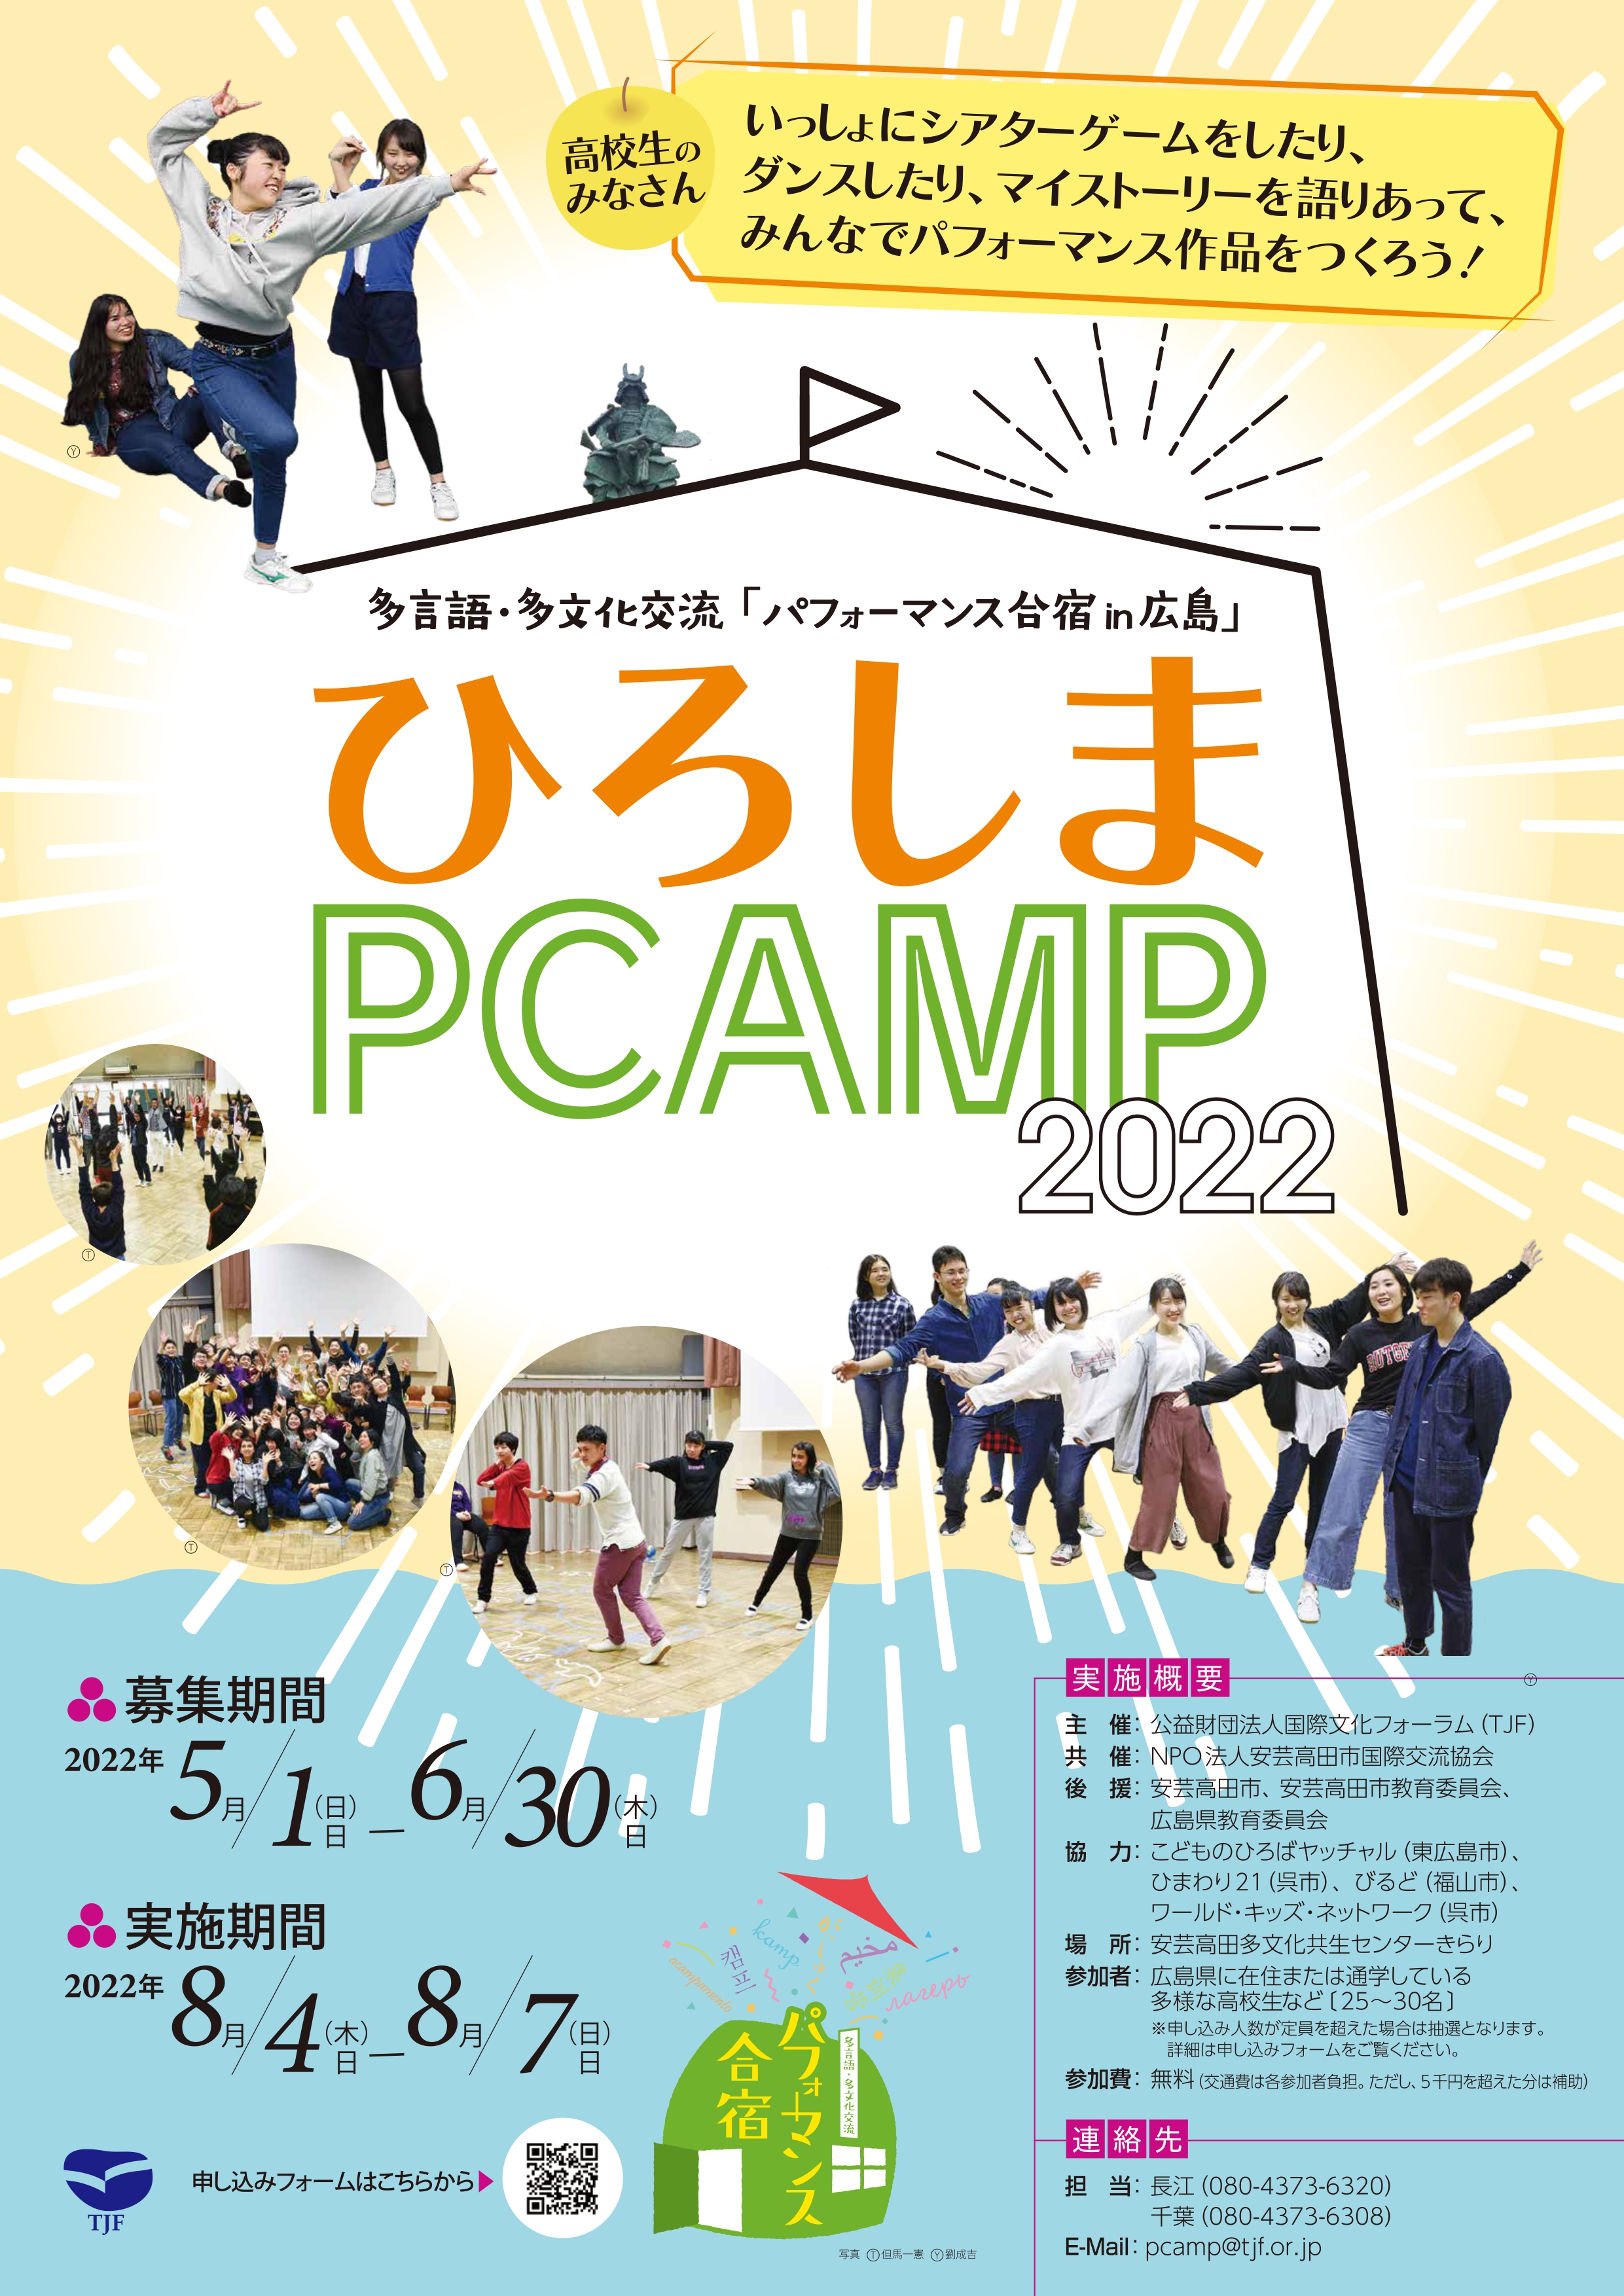 高校生の
みなさん
いっしょにシアターゲームをしたり、
ダンスしたり、マイストーリーを語りあって、
みんなでパフォーマンス作品をつくろう！
Ⓨ
多言語・多文化交流「パフォーマンス合宿 in 広島」
ひろしま
PCAMP
2022
Ⓣ
Ⓣ
Ⓣ
RUTGE
Ⓨ
募集期間
2022年 5月/1日(日)—6月/30日(木)
実施期間
2022年 8月/4日(木)—8月/7日(日)
TJF
申し込みフォームはこちらから
캠프
kamp
مخيم
лагерь
campamento
パフォーマンス
合宿
多言語・多文化交流
写真 Ⓣ但馬一憲 Ⓨ劉成吉
実施概要
主　催：公益財団法人国際文化フォーラム（TJF）
共　催：NPO法人安芸高田市国際交流協会
後　援：安芸高田市、安芸高田市教育委員会、
広島県教育委員会
協　力：こどものひろばヤッチャル（東広島市）、
ひまわり21（呉市）、びるど（福山市）、
ワールド・キッズ・ネットワーク（呉市）
場　所：安芸高田多文化共生センターきらり
参加者：広島県に在住または通学している
多様な高校生など〔25～30名〕
※申し込み人数が定員を超えた場合は抽選となります。
詳細は申し込みフォームをご覧ください。
参加費：無料（交通費は各参加者負担。ただし、5千円を超えた分は補助）
連絡先
担　当：長江（080-4373-6320）
千葉（080-4373-6308）
E-Mail：pcamp@tjf.or.jp